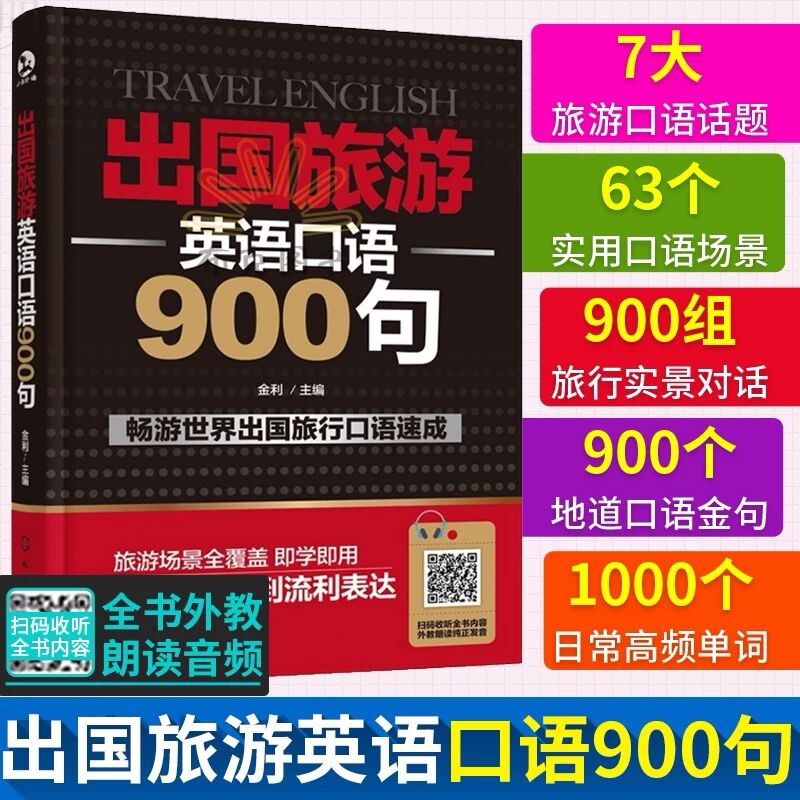 TRAVEL ENGLISH
出国旅游
英语口语
900句
金利 / 主编
畅游世界出国旅行口语速成
旅游场景全覆盖 即学即用
到流利表达
扫码收听全书内容
外教朗读纯正发音
出国旅游英语口语900句
金利 / 主编
7大
旅游口语话题
63个
实用口语场景
900组
旅行实景对话
900个
地道口语金句
1000个
日常高频单词
扫码收听
全书内容
全书外教
朗读音频
出国旅游英语口语900句